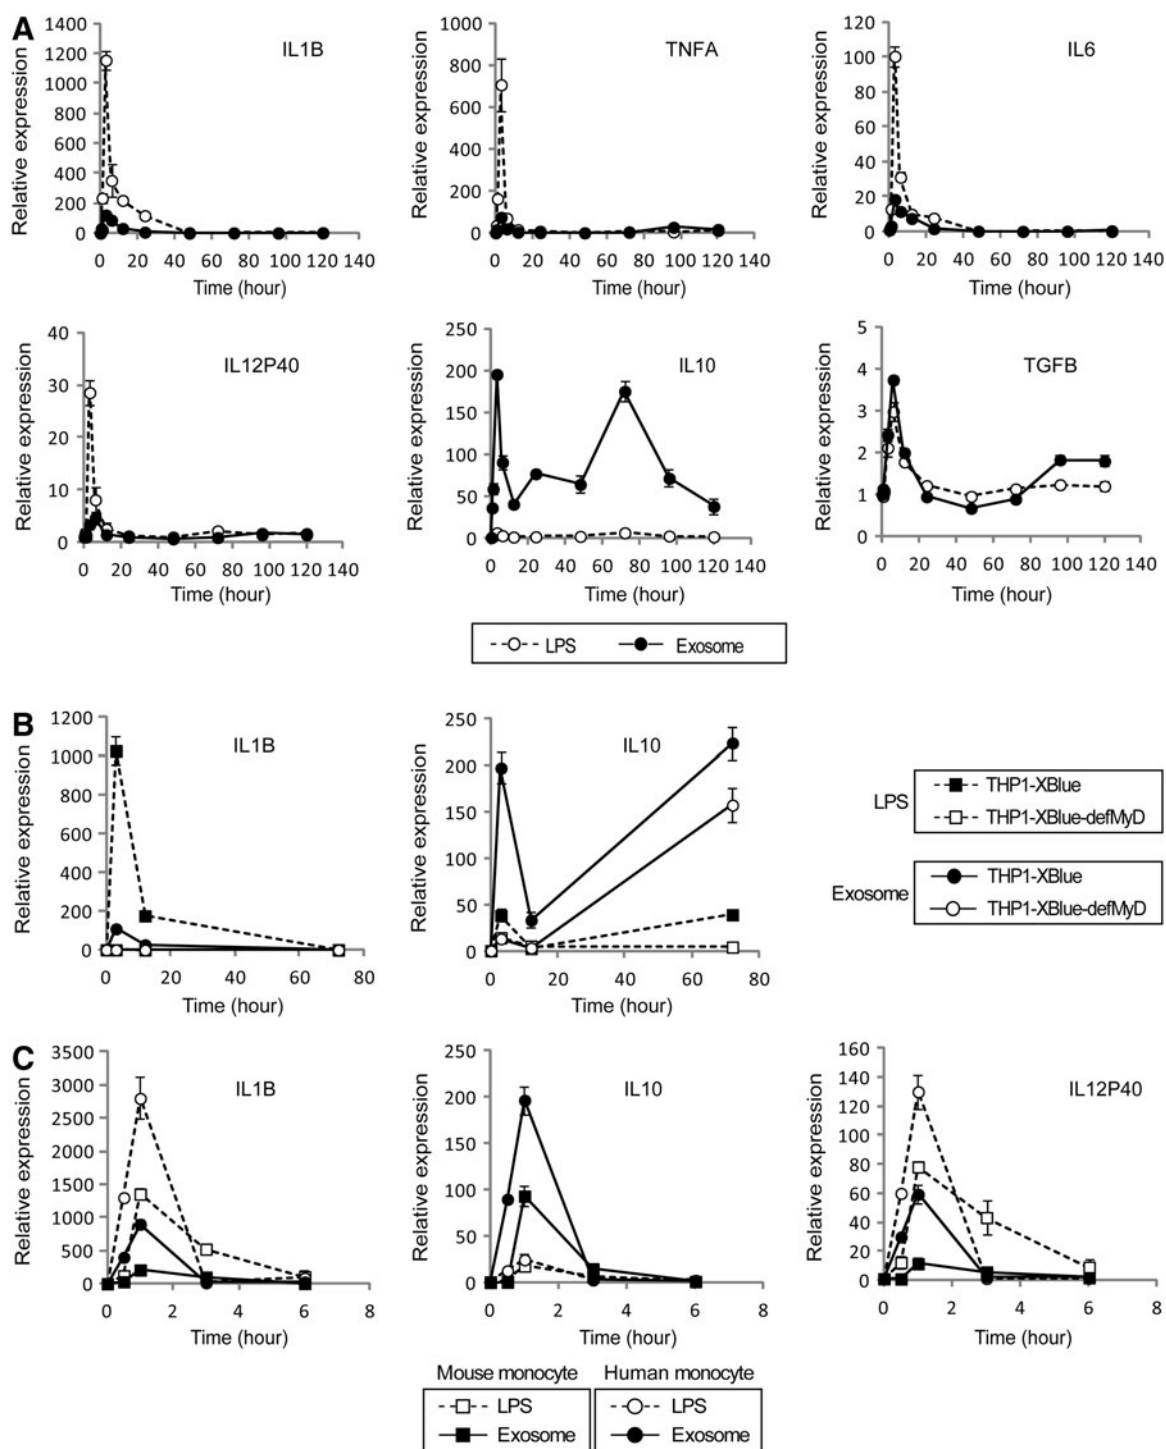 A
IL1B
Relative expression
1400
1200
1000
800
600
400
200
0
0 20 40 60 80 100 120 140
Time (hour)
TNFA
Relative expression
1000
800
600
400
200
0
0 20 40 60 80 100 120 140
Time (hour)
IL6
Relative expression
120
100
80
60
40
20
0
0 20 40 60 80 100 120 140
Time (hour)
IL12P40
Relative expression
40
30
20
10
0
0 20 40 60 80 100 120 140
Time (hour)
IL10
Relative expression
250
200
150
100
50
0
0 20 40 60 80 100 120 140
Time (hour)
TGFB
Relative expression
5
4
3
2
1
0
0 20 40 60 80 100 120 140
Time (hour)
LPS Exosome
B
IL1B
Relative expression
1200
1000
800
600
400
200
0
0 20 40 60 80
Time (hour)
IL10
Relative expression
250
200
150
100
50
0
0 20 40 60 80
Time (hour)
LPS
THP1-XBlue
THP1-XBlue-defMyD
Exosome
THP1-XBlue
THP1-XBlue-defMyD
C
IL1B
Relative expression
3500
3000
2500
2000
1500
1000
500
0
0 2 4 6 8
Time (hour)
IL10
Relative expression
250
200
150
100
50
0
0 2 4 6 8
Time (hour)
IL12P40
Relative expression
160
140
120
100
80
60
40
20
0
0 2 4 6 8
Time (hour)
Mouse monocyte Human monocyte
LPS LPS
Exosome Exosome